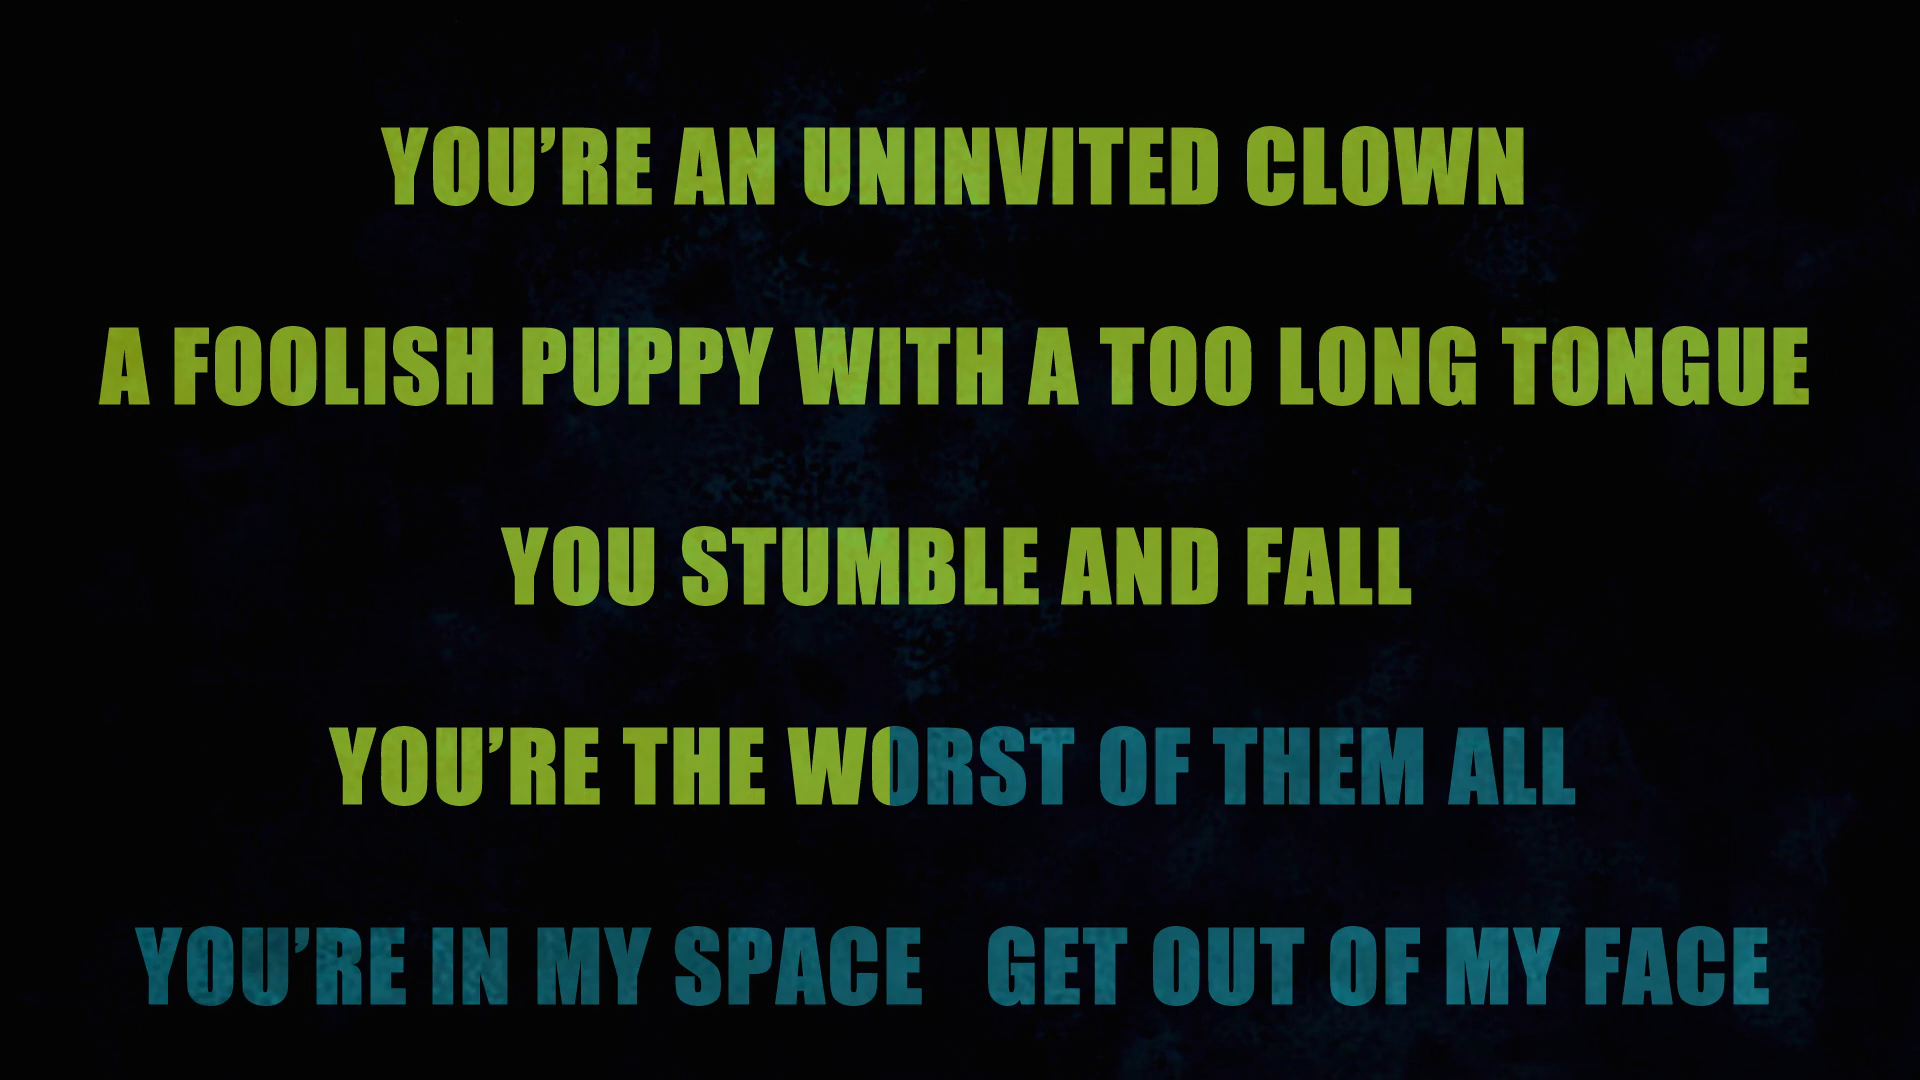 YOU’RE AN UNINVITED CLOWN
A FOOLISH PUPPY WITH A TOO LONG TONGUE
YOU STUMBLE AND FALL
YOU’RE THE WORST OF THEM ALL
YOU’RE IN MY SPACE   GET OUT OF MY FACE